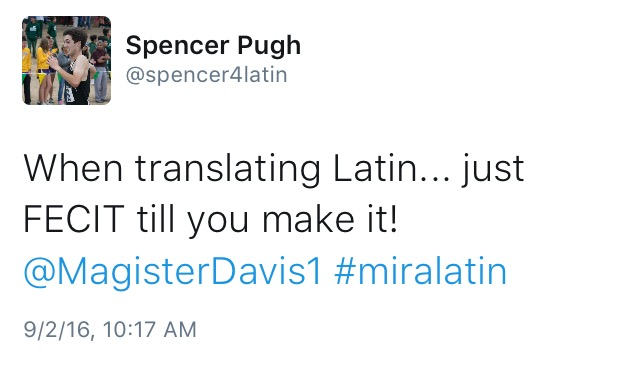 Spencer Pugh
@spencer4latin
When translating Latin... just
FECIT till you make it!
@MagisterDavis1 #miralatin
9/2/16, 10:17 AM